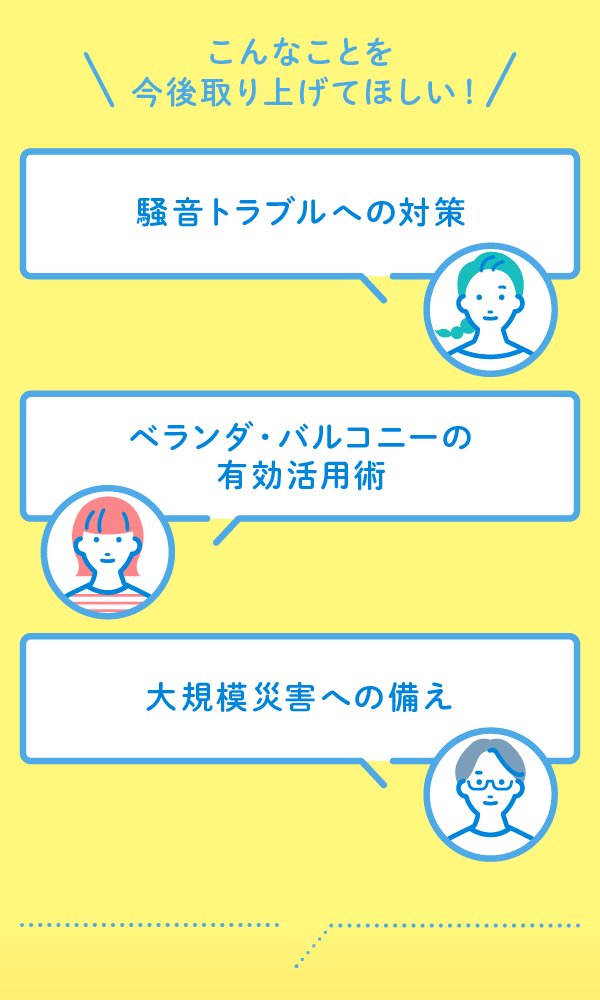 こんなことを
今後取り上げてほしい！
騒音トラブルへの対策
ベランダ・バルコニーの
有効活用術
大規模災害への備え